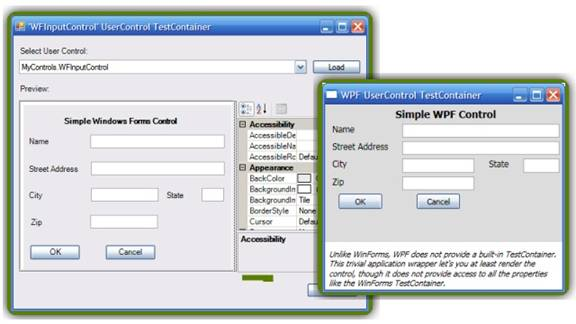 'WFInputControl' UserControl TestContainer
Select User Control:
MyControls.WFInputControl
Load
Preview:
Simple Windows Forms Control
Name
Street Address
City
State
Zip
OK
Cancel
Accessibility
AccessibleDe
AccessibleNa
AccessibleRc Defau
Appearance
BackColor
BackgroundIm
BackgroundIn Tile
BorderStyle None
Cursor Defau
Accessibility
WPF UserControl TestContainer
Simple WPF Control
Name
Street Address
City
State
Zip
OK
Cancel
Unlike WinForms, WPF does not provide a built-in TestContainer.
This trivial application wrapper let's you at least render the
control, though it does not provide access to all the properties
like the WinForms TestContainer.